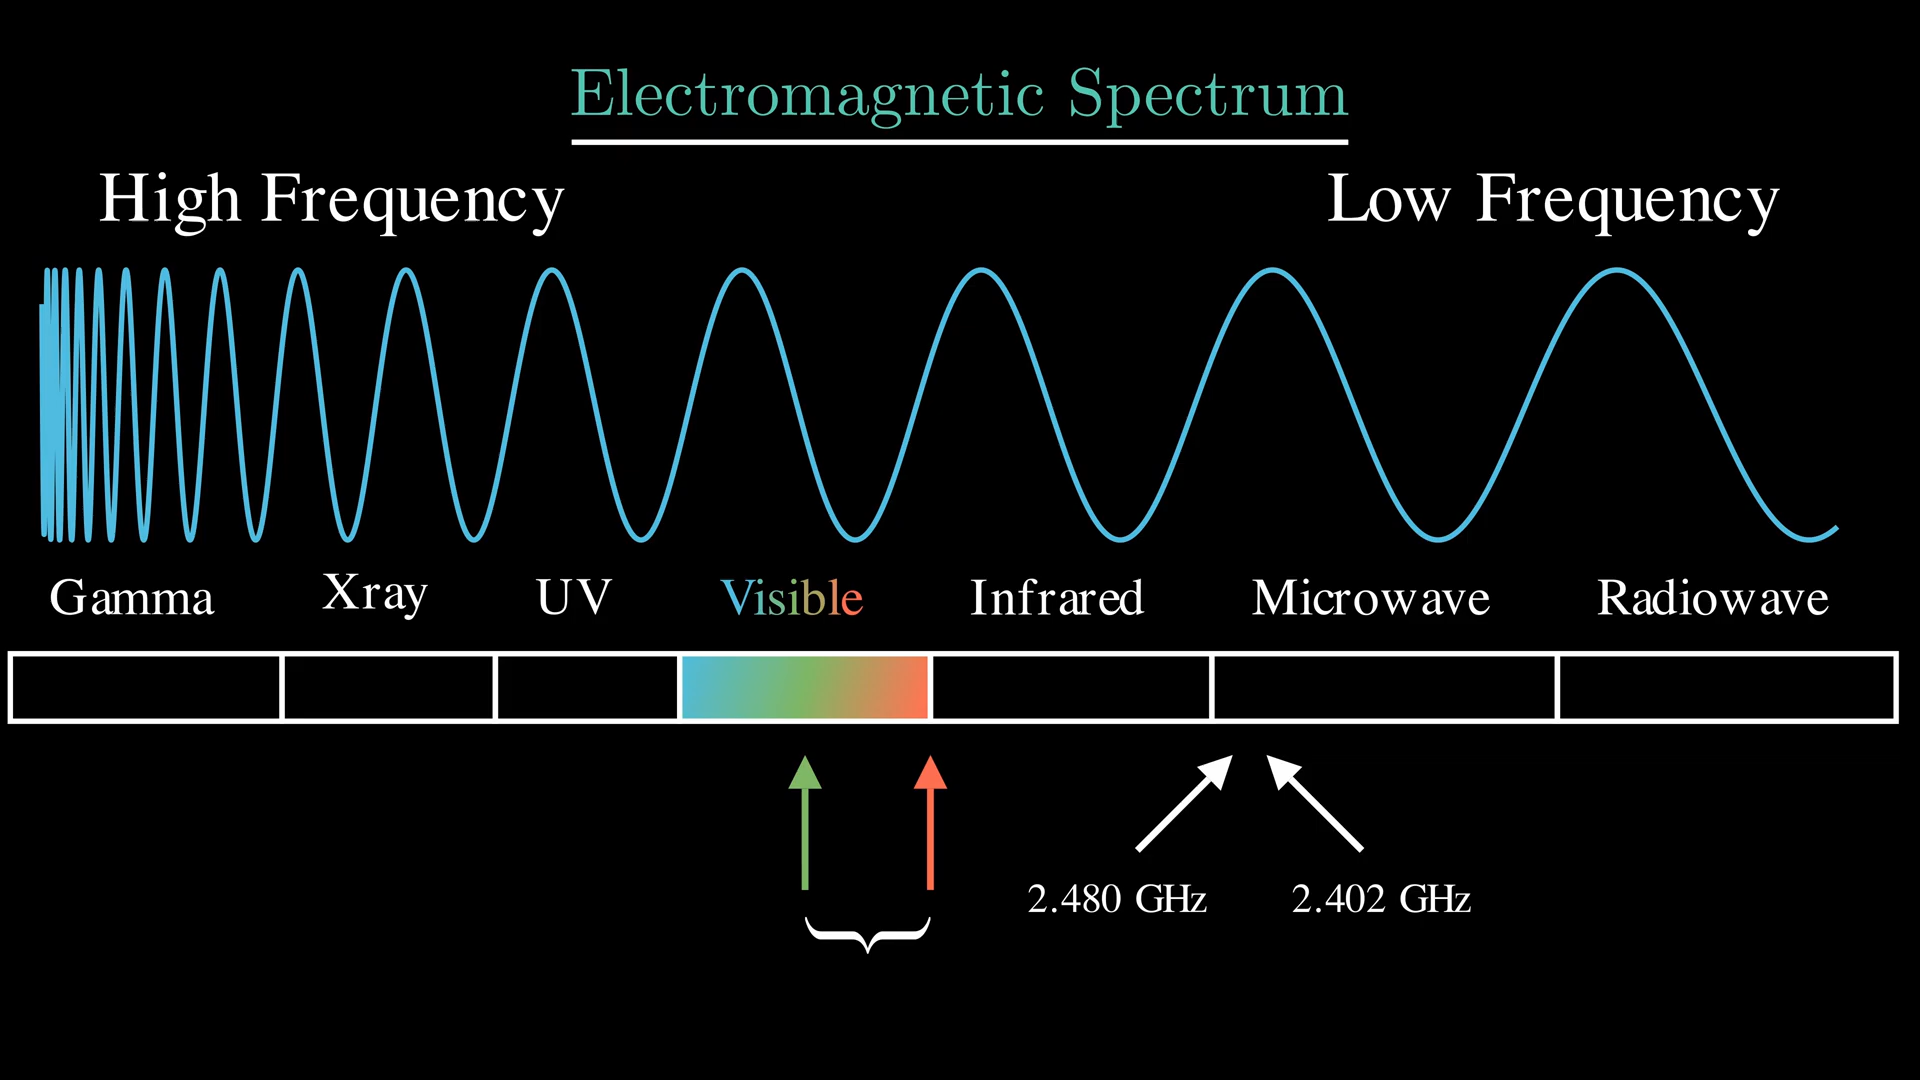 Electromagnetic Spectrum
High Frequency
Low Frequency
Gamma
Xray
UV
Visible
Infrared
Microwave
Radiowave
2.480 GHz
2.402 GHz